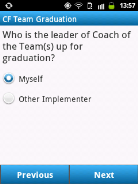 13:57
CF Team Graduation
Who is the leader of Coach of
the Team(s) up for
graduation?
Myself
Other Implementer
Previous
Next